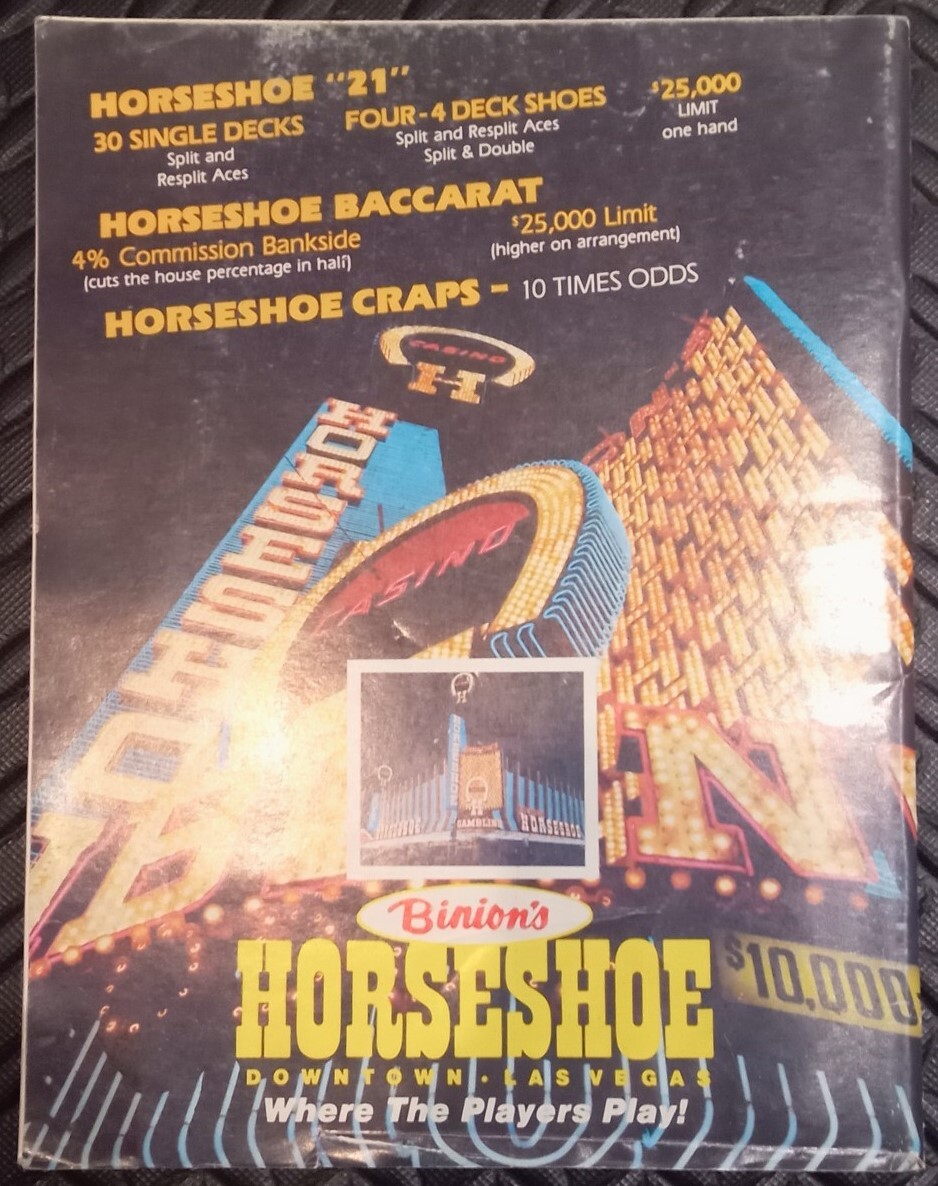 HORSESHOE "21"
30 SINGLE DECKS
Split and
Resplit Aces
FOUR-4 DECK SHOES
Split and Resplit Aces
Split & Double
$25,000
LIMIT
one hand
HORSESHOE BACCARAT
4% Commission Bankside
(cuts the house percentage in half)
$25,000 Limit
(higher on arrangement)
HORSESHOE CRAPS - 10 TIMES ODDS
CASINO
H
HORSESHOE
CASINO
N
GAMBLING
HORSESHOE
Binion's
HORSESHOE
$10,000
DOWNTOWN · LAS VEGAS
Where The Players Play!